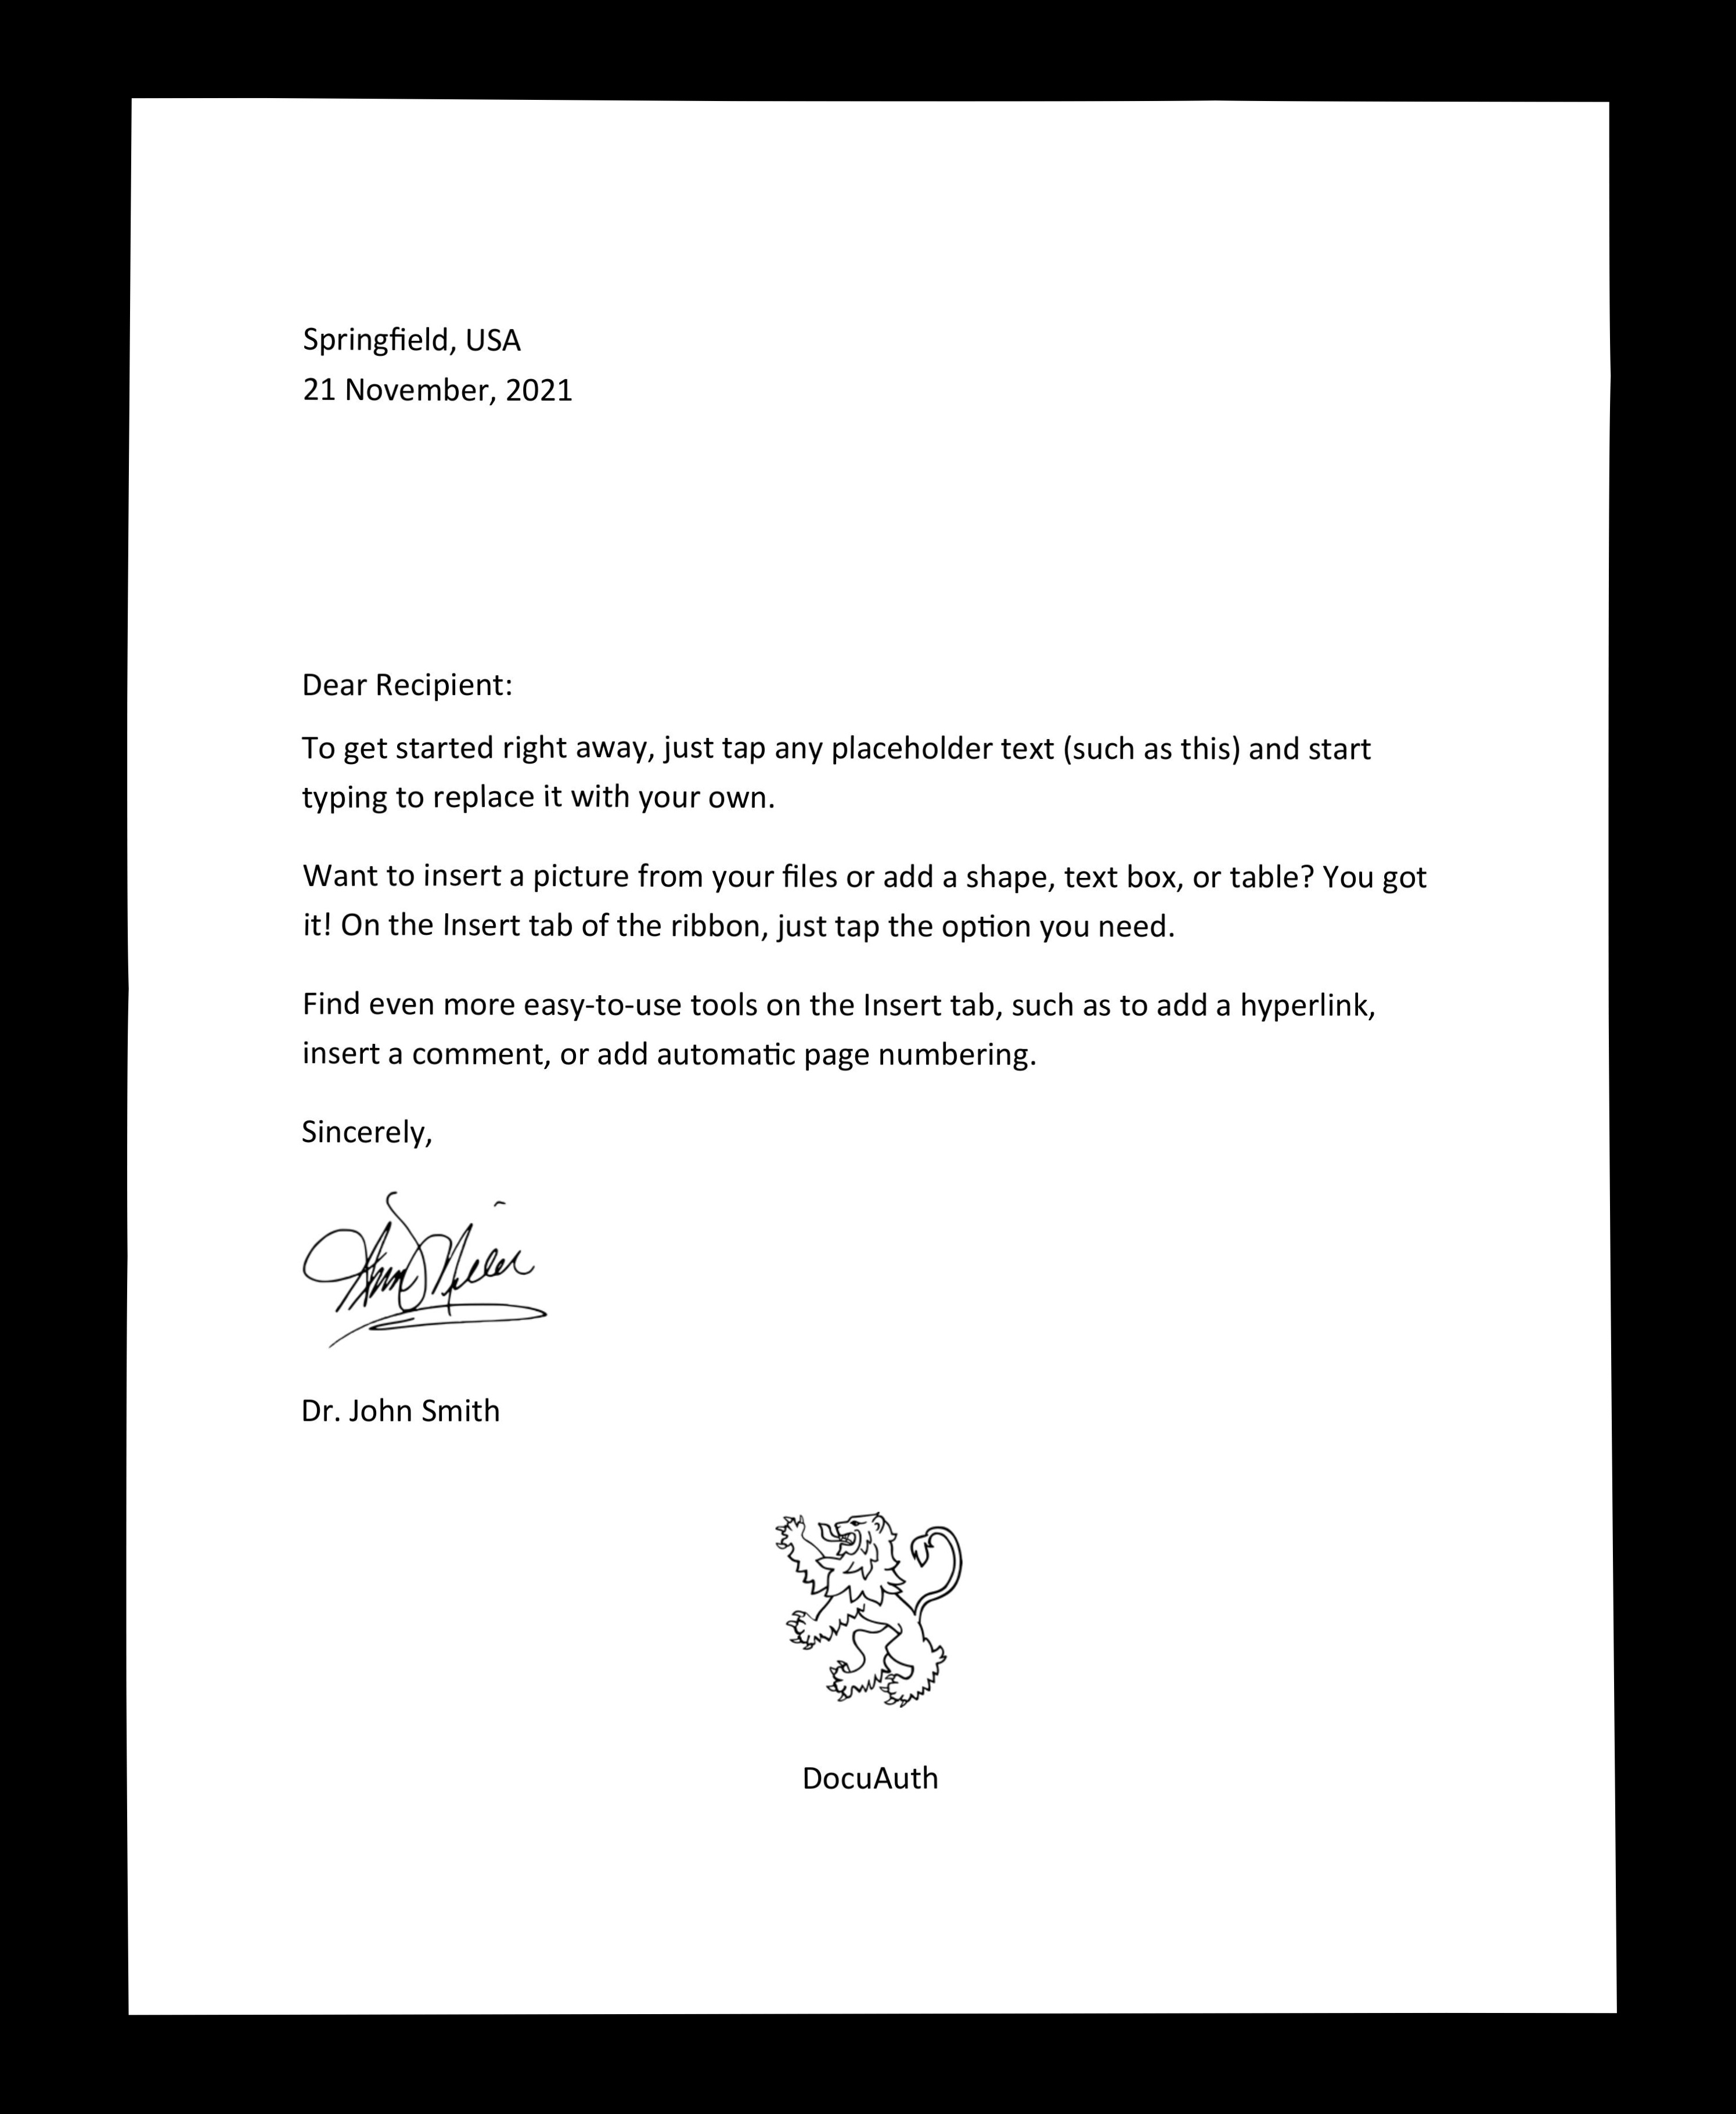 Springfield, USA
21 November, 2021
Dear Recipient:
To get started right away, just tap any placeholder text (such as this) and start
typing to replace it with your own.
Want to insert a picture from your files or add a shape, text box, or table? You got
it! On the Insert tab of the ribbon, just tap the option you need.
Find even more easy-to-use tools on the Insert tab, such as to add a hyperlink,
insert a comment, or add automatic page numbering.
Sincerely,
Dr. John Smith
DocuAuth